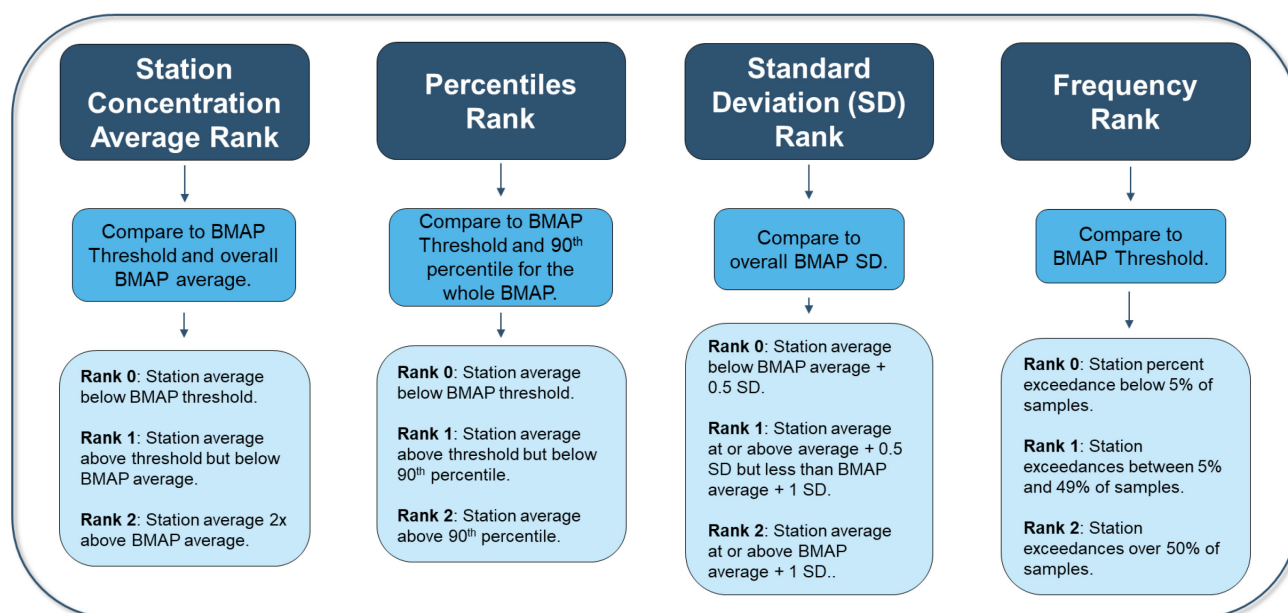 Station
Concentration
Average Rank
Compare to BMAP
Threshold and overall
BMAP average.
Rank 0: Station average
below BMAP threshold.
Rank 1: Station average
above threshold but below
BMAP average.
Rank 2: Station average 2x
above BMAP average.
Percentiles
Rank
Compare to BMAP
Threshold and 90th
percentile for the
whole BMAP.
Rank 0: Station average
below BMAP threshold.
Rank 1: Station average
above threshold but below
90th percentile.
Rank 2: Station average
above 90th percentile.
Standard
Deviation (SD)
Rank
Compare to
overall BMAP SD.
Rank 0: Station average
below BMAP average +
0.5 SD.
Rank 1: Station average
at or above average + 0.5
SD but less than BMAP
average + 1 SD.
Rank 2: Station average
at or above BMAP
average + 1 SD..
Frequency
Rank
Compare to
BMAP Threshold.
Rank 0: Station percent
exceedance below 5% of
samples.
Rank 1: Station
exceedances between 5%
and 49% of samples.
Rank 2: Station
exceedances over 50% of
samples.